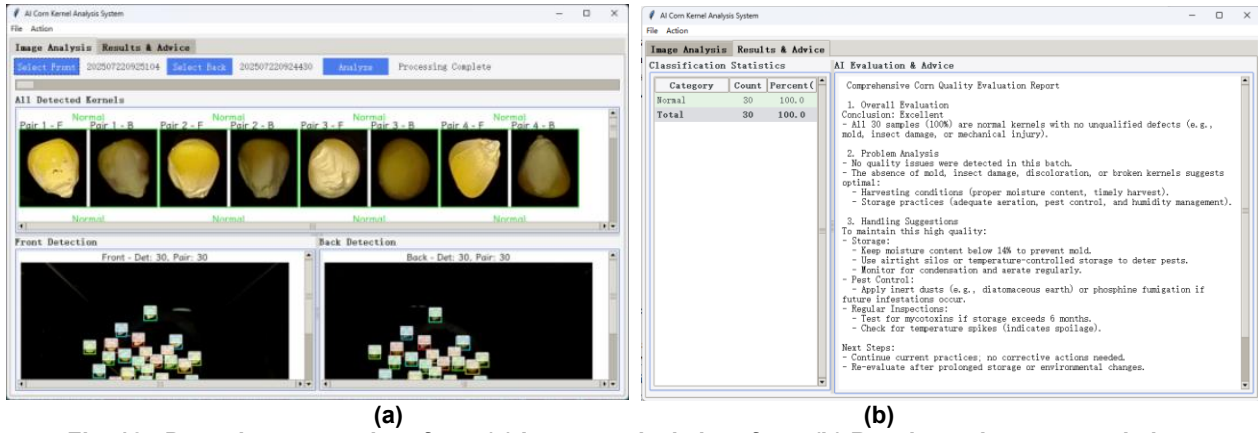 AI Corn Kernel Analysis System
File Action
Image Analysis Results & Advice
Select Front 202507220925104 Select Back 202507220924430 Analyze Processing Complete
All Detected Kernels
Normal Normal Normal Normal
Pair 1 - F Pair 1 - B Pair 2 - F Pair 2 - B Pair 3 - F Pair 3 - B Pair 4 - F Pair 4 - B
Normal Normal Normal Normal
Front Detection Back Detection
Front - Det: 30, Pair: 30 Back - Det: 30, Pair: 30
(a)
AI Corn Kernel Analysis System
File Action
Image Analysis Results & Advice
Classification Statistics
Category Count Percent(
Normal 30 100.0
Total 30 100.0
AI Evaluation & Advice
Comprehensive Corn Quality Evaluation Report
1. Overall Evaluation
Conclusion: Excellent
- All 30 samples (100%) are normal kernels with no unqualified defects (e.g.,
mold, insect damage, or mechanical injury).
2. Problem Analysis
- No quality issues were detected in this batch.
- The absence of mold, insect damage, discoloration, or broken kernels suggests
optimal:
- Harvesting conditions (proper moisture content, timely harvest).
- Storage practices (adequate aeration, pest control, and humidity management).
3. Handling Suggestions
To maintain this high quality:
- Storage:
- Keep moisture content below 14% to prevent mold.
- Use airtight silos or temperature-controlled storage to deter pests.
- Monitor for condensation and aerate regularly.
- Pest Control:
- Apply inert dusts (e.g., diatomaceous earth) or phosphine fumigation if
future infestations occur.
- Regular Inspections:
- Test for mycotoxins if storage exceeds 6 months.
- Check for temperature spikes (indicates spoilage).
Next Steps:
- Continue current practices; no corrective actions needed.
- Re-evaluate after prolonged storage or environmental changes.
(b)